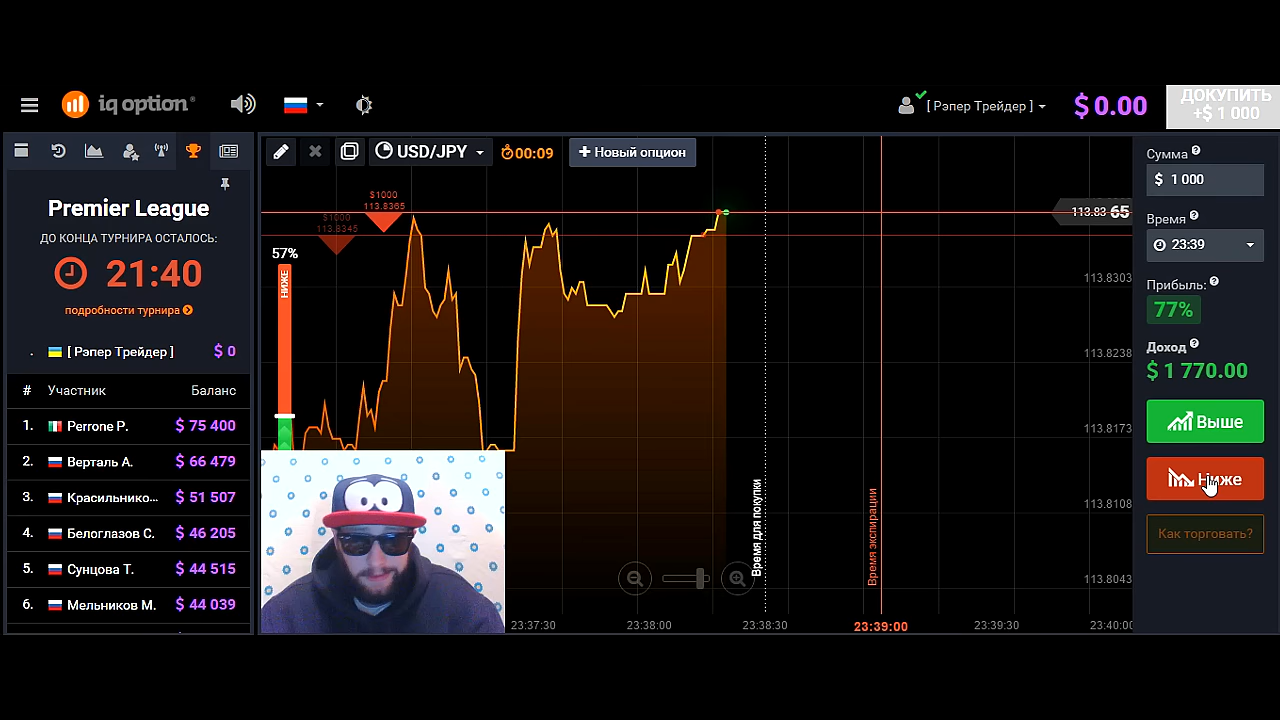 iq option®
[ Рэпер Трейдер ]
$ 0.00
ДОКУПИТЬ
+$ 1 000
Premier League
ДО КОНЦА ТУРНИРА ОСТАЛОСЬ:
21:40
подробности турнира
[ Рэпер Трейдер ] $ 0
# Участник Баланс
1. Perrone P. $ 75 400
2. Верталь А. $ 66 479
3. Красильнико... $ 51 507
4. Белоглазов С. $ 46 205
5. Сунцова Т. $ 44 515
6. Мельников М. $ 44 039
USD/JPY
00:09
+ Новый опцион
$1000
113.8365
$1000
113.8345
57%
НИЖЕ
113.83 65
113.8303
113.8238
113.8173
113.8108
113.8043
Время для покупки
Время экспирации
23:37:30
23:38:00
23:38:30
23:39:00
23:39:30
23:40:00
Сумма ?
$ 1 000
Время ?
23:39
Прибыль: ?
77%
Доход ?
$ 1 770.00
Выше
Ниже
Как торговать?